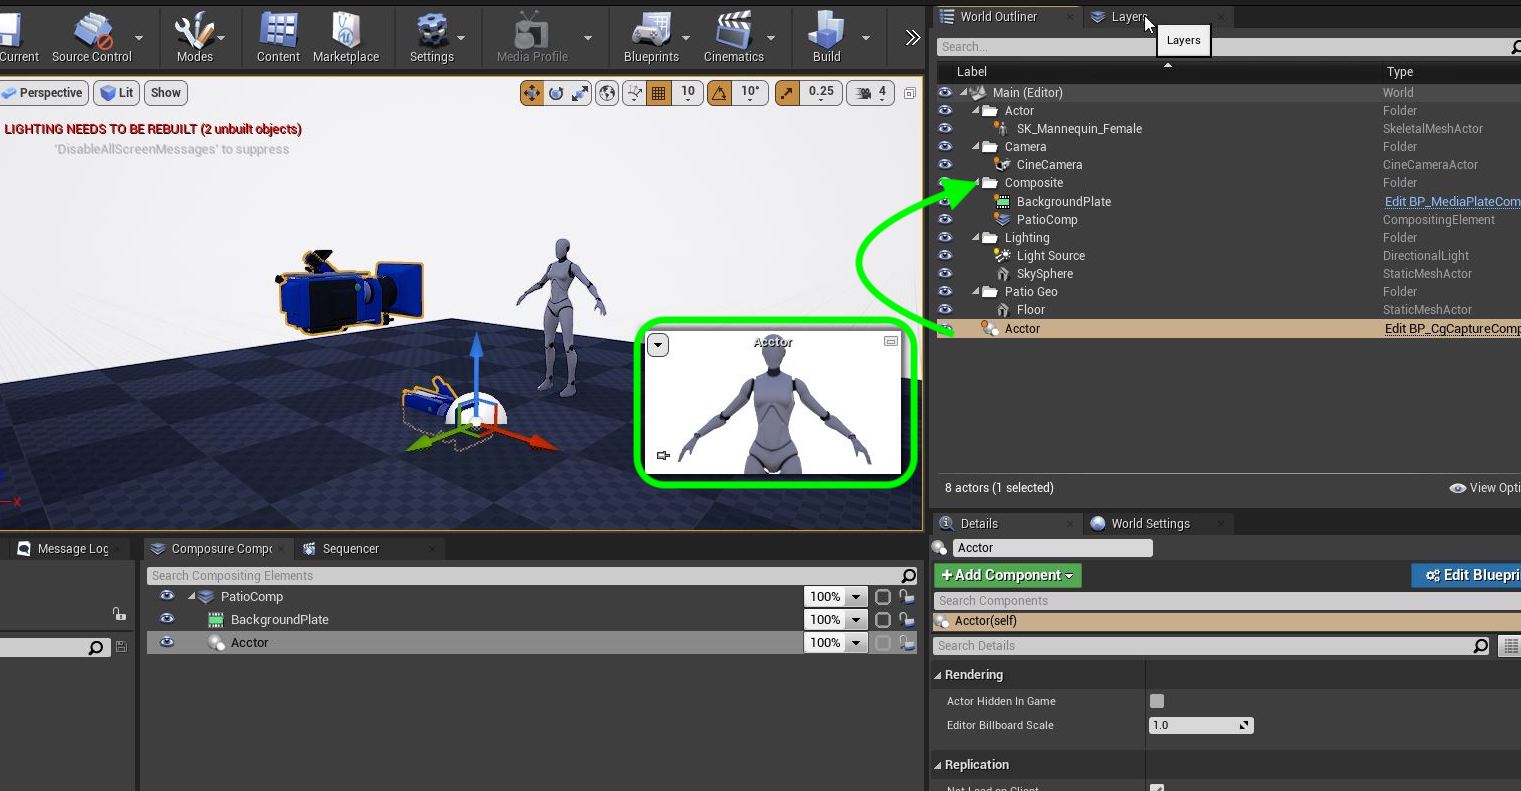 World Outliner
Layers
Layers
Current
Source Control
Modes
Content
Marketplace
Settings
Media Profile
Blueprints
Cinematics
Build
Search...
Label
Type
Perspective
Lit
Show
10
10°
0.25
4
LIGHTING NEEDS TO BE REBUILT (2 unbuilt objects)
'DisableAllScreenMessages' to suppress
Main (Editor)
World
Actor
Folder
SK_Mannequin_Female
SkeletalMeshActor
Camera
Folder
CineCamera
CineCameraActor
Composite
Folder
BackgroundPlate
Edit BP_MediaPlateCom
PatioComp
CompositingElement
Lighting
Folder
Light Source
DirectionalLight
SkySphere
StaticMeshActor
Patio Geo
Folder
Floor
StaticMeshActor
Acctor
Edit BP_CgCaptureComp
Acctor
X
8 actors (1 selected)
View Opti
Message Log
Composure Compo
Sequencer
Search Compositing Elements
PatioComp
100%
BackgroundPlate
100%
Acctor
100%
Details
World Settings
Acctor
+Add Component
Edit Bluepri
Search Components
Acctor(self)
Search Details
Rendering
Actor Hidden In Game
Editor Billboard Scale
1.0
Replication
Net Load on Client